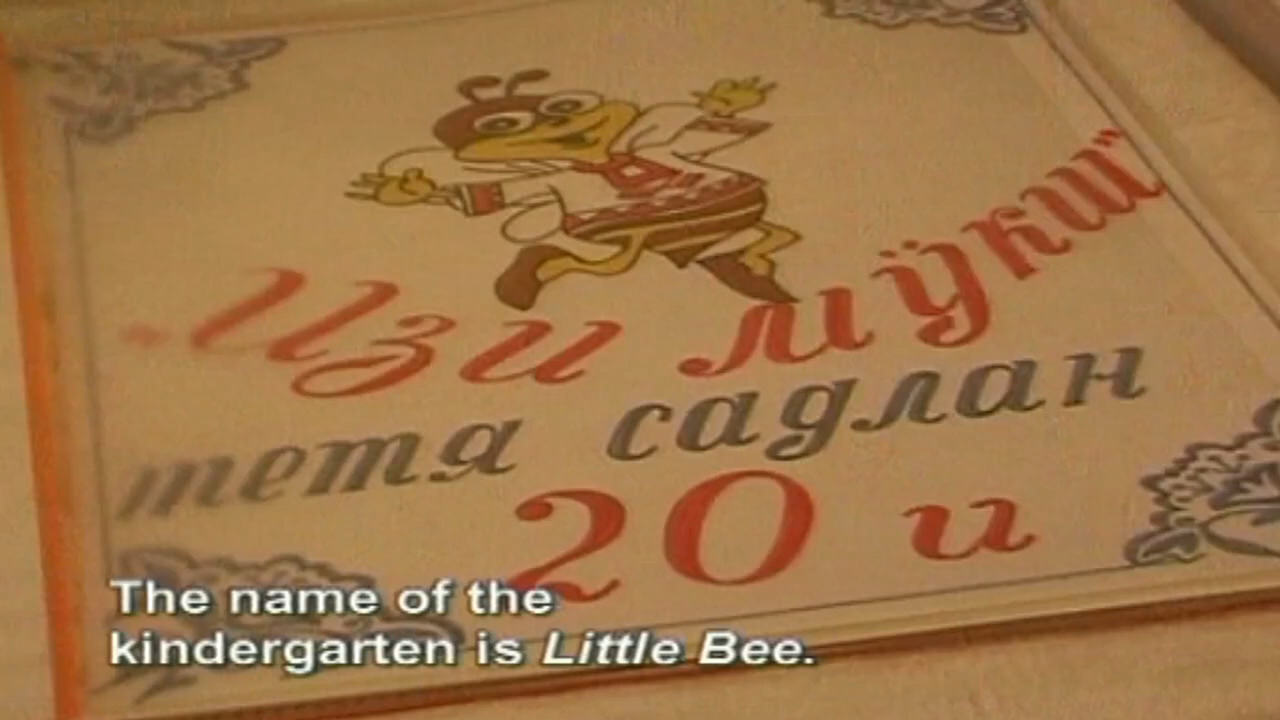 „Изи мӱкш"
тетя садлан
20 и
The name of the
kindergarten is Little Bee.